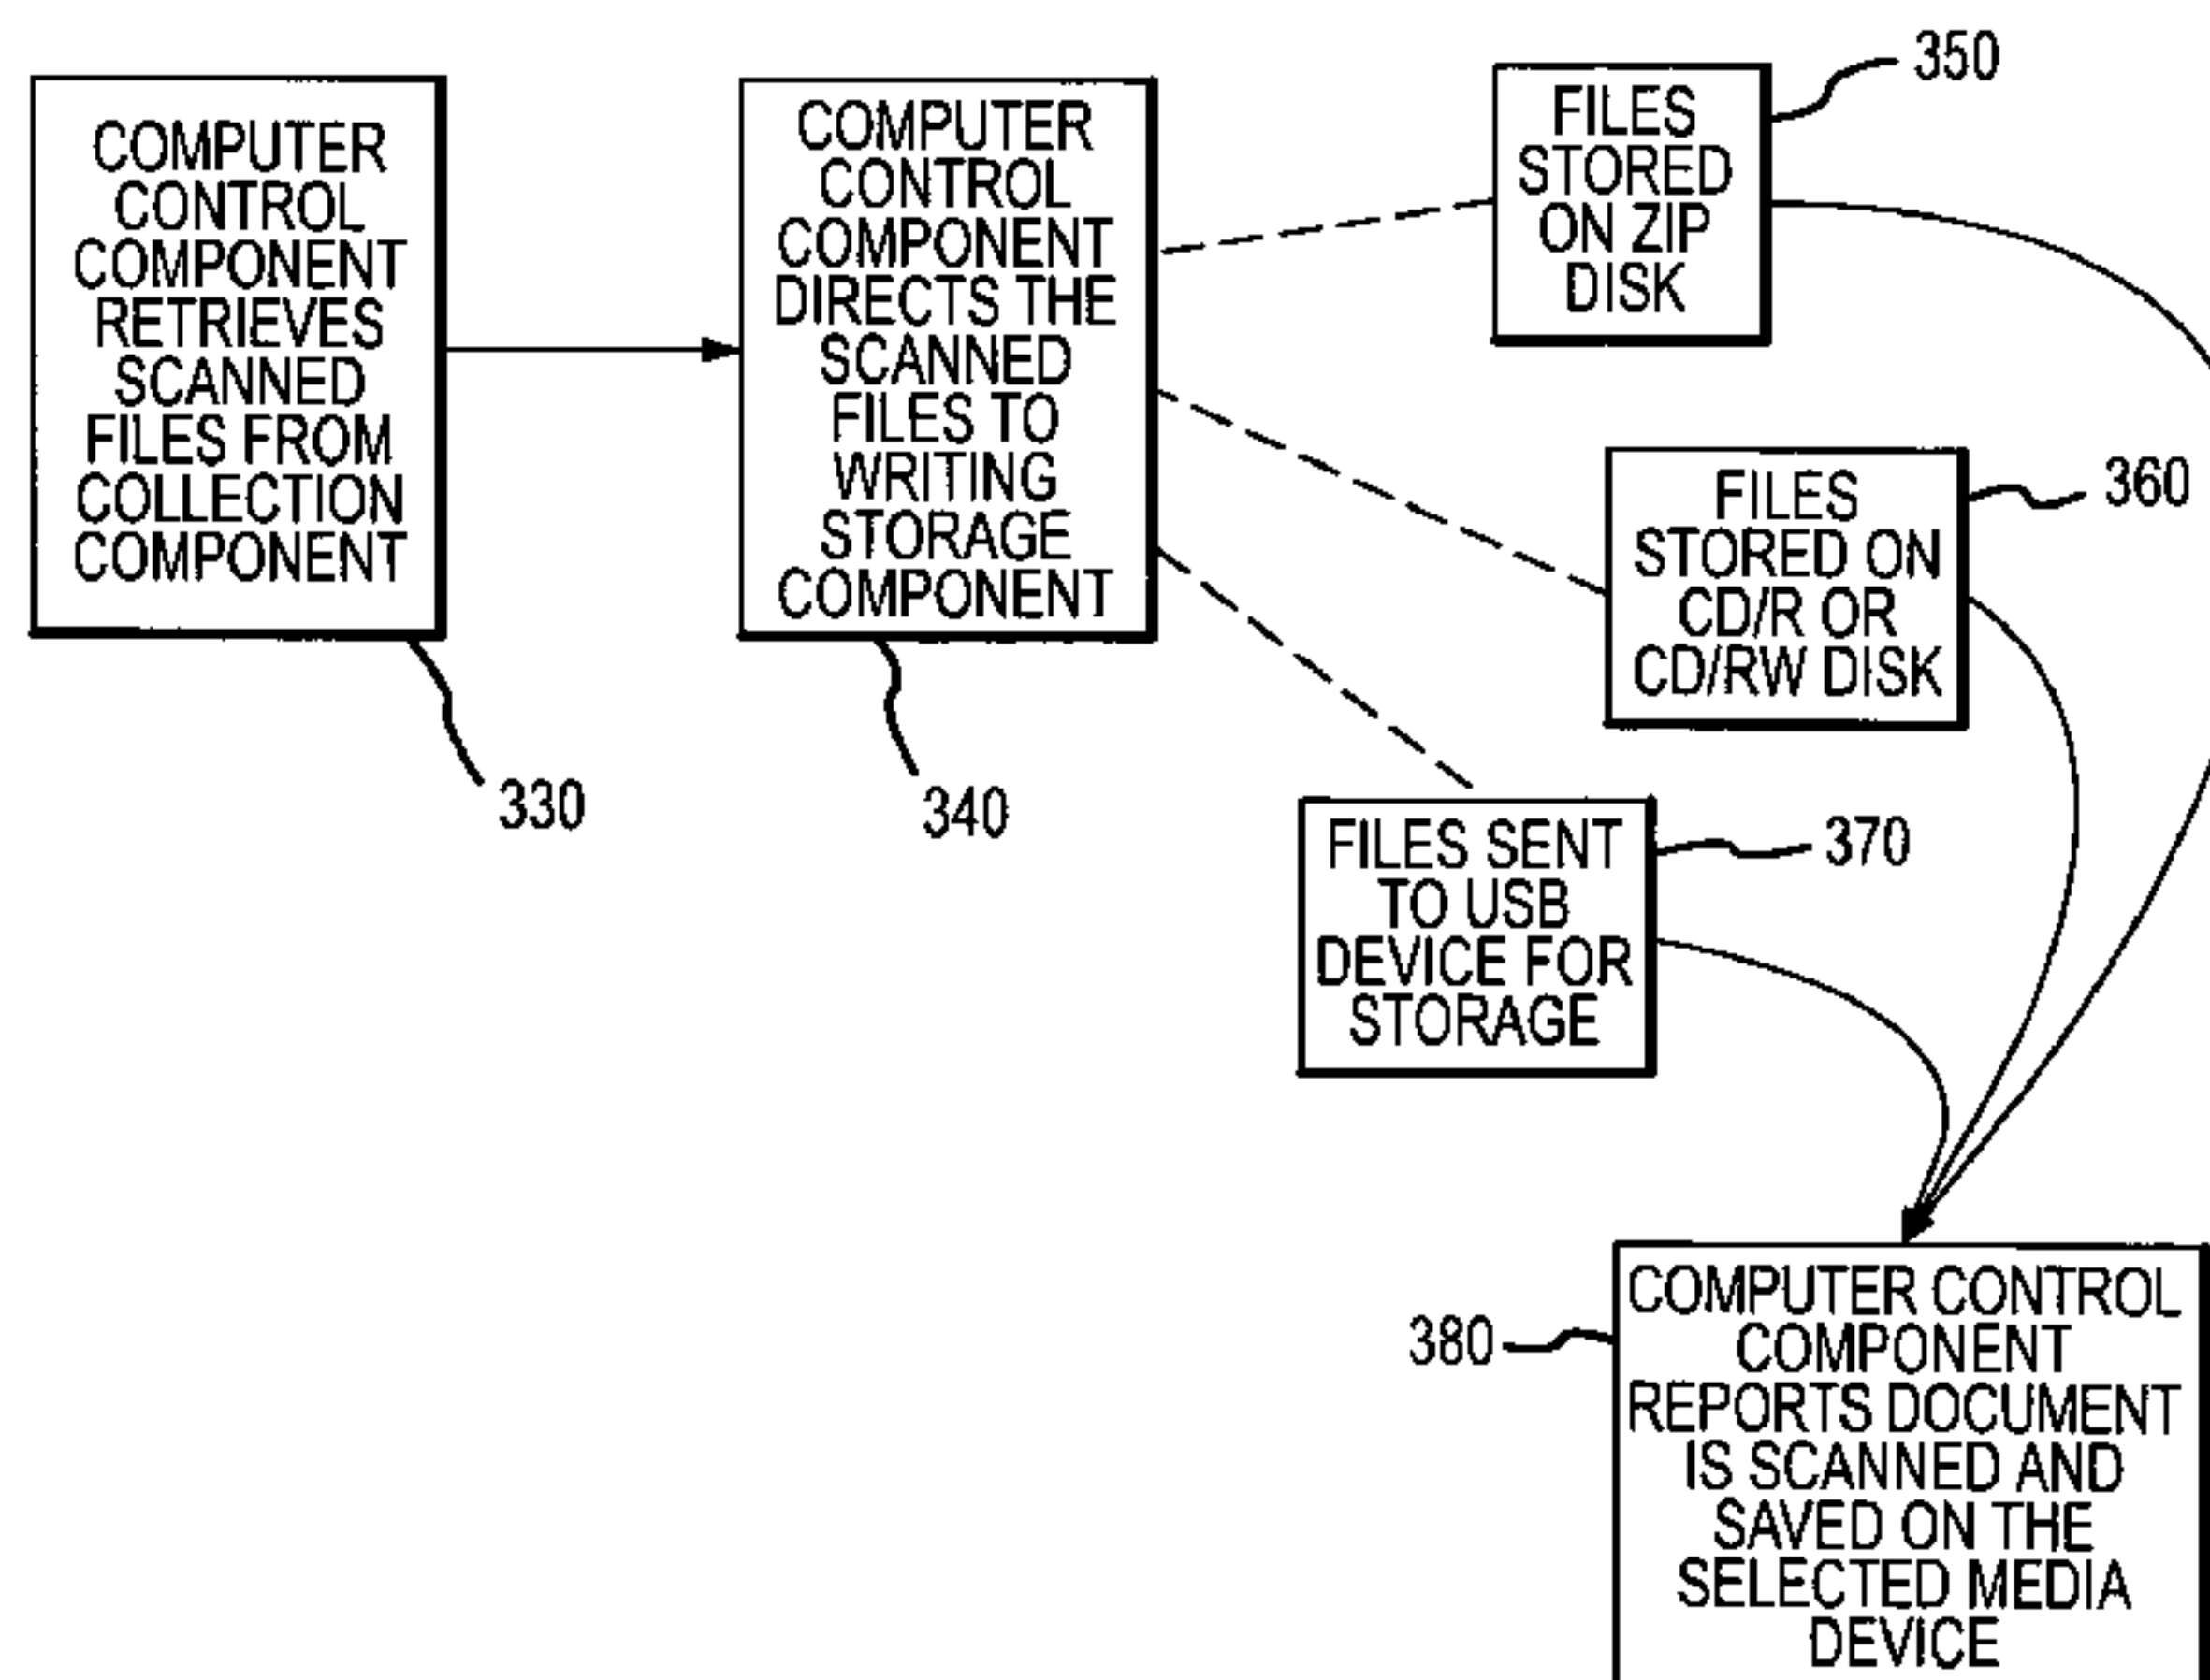 COMPUTER
CONTROL
COMPONENT
RETRIEVES
SCANNED
FILES FROM
COLLECTION
COMPONENT
330
COMPUTER
CONTROL
COMPONENT
DIRECTS THE
SCANNED
FILES TO
WRITING
STORAGE
COMPONENT
340
FILES
STORED
ON ZIP
DISK
350
FILES
STORED ON
CD/R OR
CD/RW DISK
360
FILES SENT
TO USB
DEVICE FOR
STORAGE
370
COMPUTER CONTROL
COMPONENT
REPORTS DOCUMENT
IS SCANNED AND
SAVED ON THE
SELECTED MEDIA
DEVICE
380